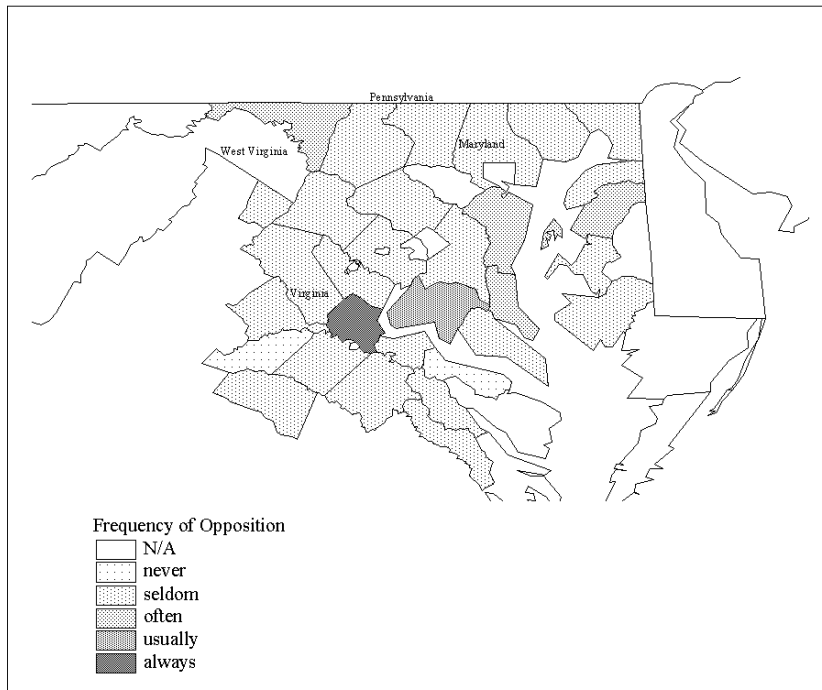 Pennsylvania
Maryland
West Virginia
Virginia
Frequency of Opposition
N/A
never
seldom
often
usually
always